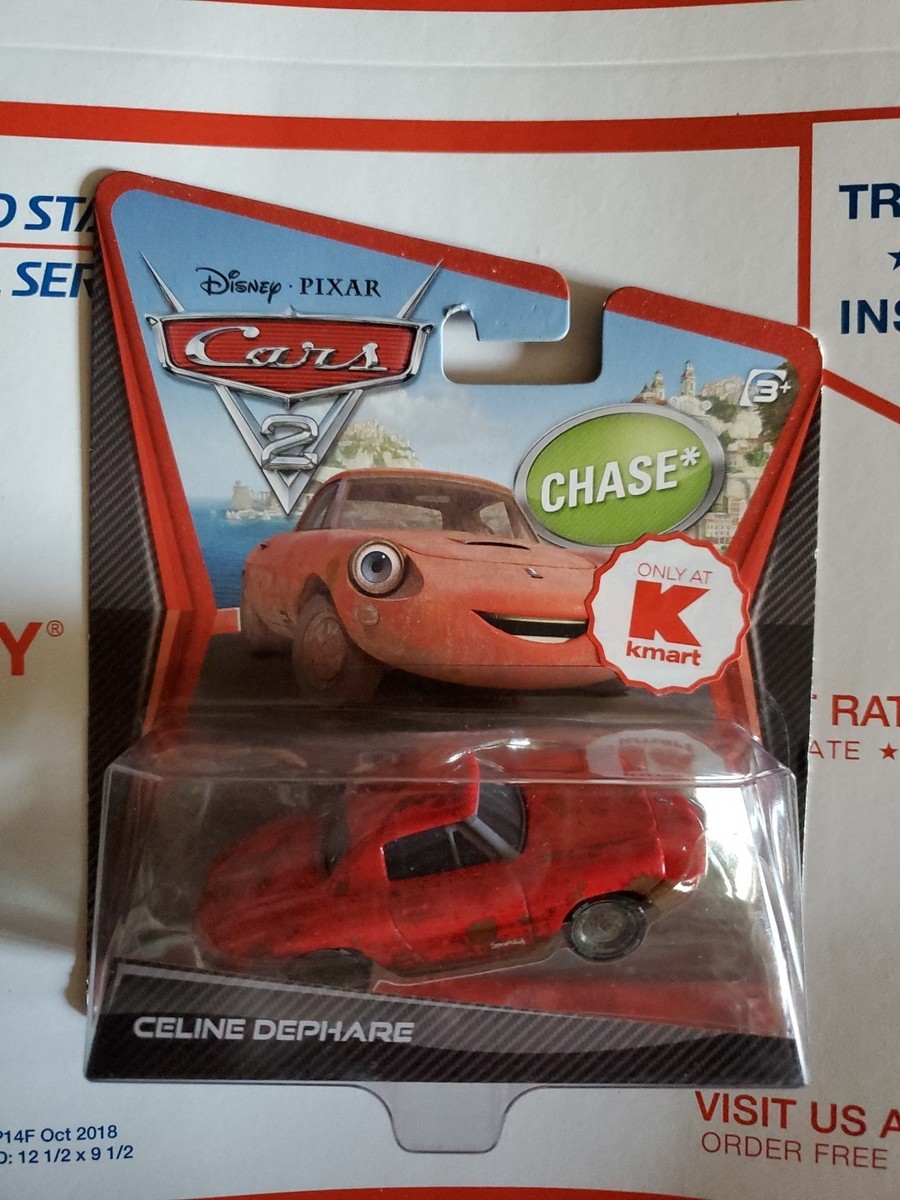 D STA
SER
Y®
TR
INS
RAT
ATE
Disney · PIXAR
Cars
2
3+
CHASE*
ONLY AT
K
kmart
CELINE DEPHARE
P14F Oct 2018
D: 12 1/2 x 9 1/2
VISIT US A
ORDER FREE